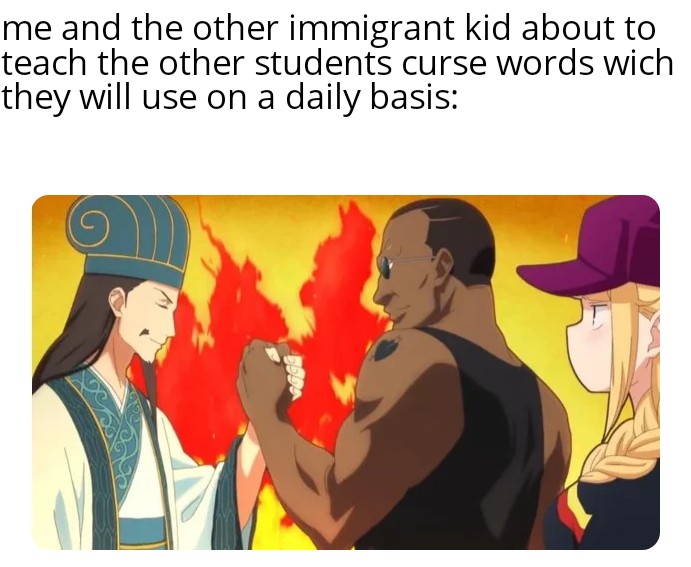 me and the other immigrant kid about to
teach the other students curse words wich
they will use on a daily basis: